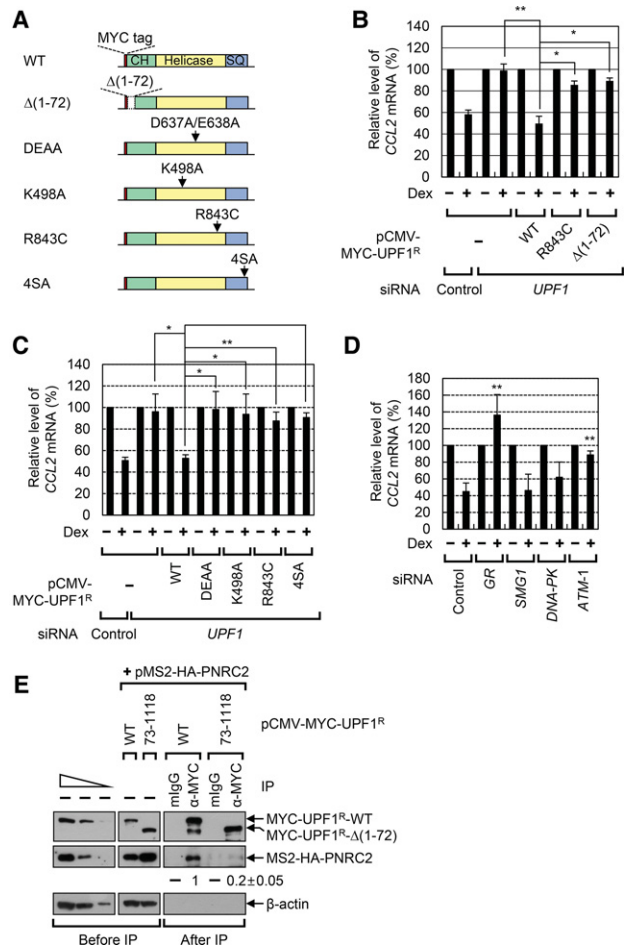 A
MYC tag
WT
CH Helicase SQ
Δ(1-72)
Δ(1-72)
D637A/E638A
DEAA
K498A
K498A
R843C
R843C
4SA
4SA
B
Relative level of
CCL2 mRNA (%)
140
120
100
80
60
40
20
0
**
*
*
Dex − + − + − + − + − +
pCMV-
MYC-UPF1R
− WT R843C Δ(1-72)
siRNA Control UPF1
C
Relative level of
CCL2 mRNA (%)
140
120
100
80
60
40
20
0
*
**
*
*
Dex − + − + − + − + − + − + − +
pCMV-
MYC-UPF1R
− WT DEAA K498A R843C 4SA
siRNA Control UPF1
D
Relative level of
CCL2 mRNA (%)
180
160
140
120
100
80
60
40
20
0
**
**
Dex − + − + − + − + − +
siRNA
Control GR SMG1 DNA-PK ATM-1
E
+ pMS2-HA-PNRC2
WT 73-1118 WT 73-1118 pCMV-MYC-UPF1R
− − − − − mIgG α-MYC mIgG α-MYC IP
MYC-UPF1R-WT
MYC-UPF1R-Δ(1-72)
MS2-HA-PNRC2
− 1 − 0.2±0.05
β-actin
Before IP After IP